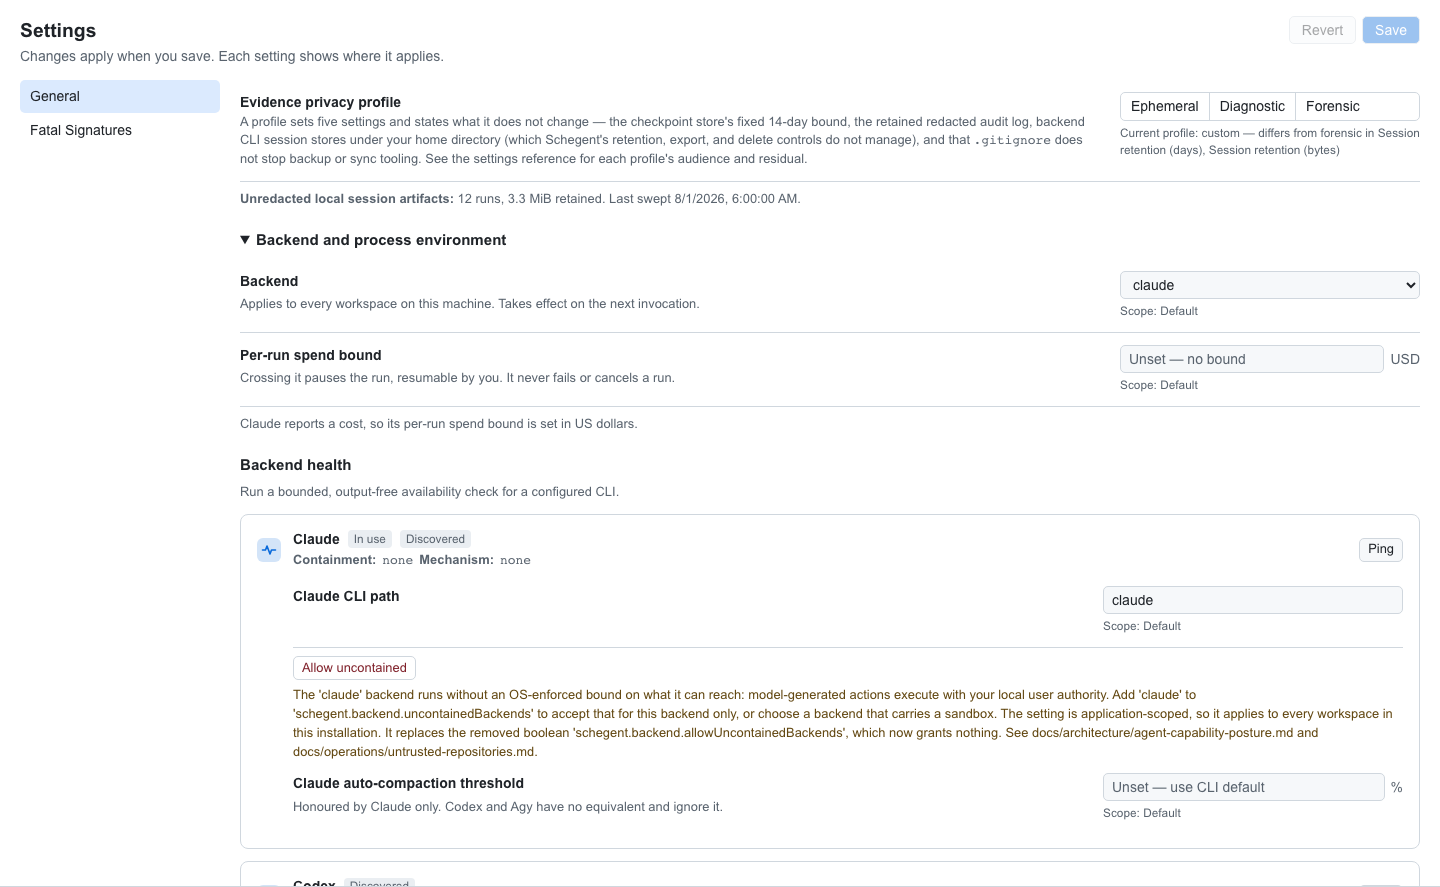 Settings
Revert
Save
Changes apply when you save. Each setting shows where it applies.
General
Fatal Signatures
Evidence privacy profile
A profile sets five settings and states what it does not change — the checkpoint store's fixed 14-day bound, the retained redacted audit log, backend
CLI session stores under your home directory (which Schegent's retention, export, and delete controls do not manage), and that .gitignore does
not stop backup or sync tooling. See the settings reference for each profile's audience and residual.
Ephemeral
Diagnostic
Forensic
Current profile: custom — differs from forensic in Session
retention (days), Session retention (bytes)
Unredacted local session artifacts: 12 runs, 3.3 MiB retained. Last swept 8/1/2026, 6:00:00 AM.
▼ Backend and process environment
Backend
Applies to every workspace on this machine. Takes effect on the next invocation.
claude
Scope: Default
Per-run spend bound
Crossing it pauses the run, resumable by you. It never fails or cancels a run.
Unset — no bound
USD
Scope: Default
Claude reports a cost, so its per-run spend bound is set in US dollars.
Backend health
Run a bounded, output-free availability check for a configured CLI.
Claude
In use
Discovered
Containment: none Mechanism: none
Ping
Claude CLI path
claude
Scope: Default
Allow uncontained
The 'claude' backend runs without an OS-enforced bound on what it can reach: model-generated actions execute with your local user authority. Add 'claude' to
'schegent.backend.uncontainedBackends' to accept that for this backend only, or choose a backend that carries a sandbox. The setting is application-scoped, so it applies to every workspace in
this installation. It replaces the removed boolean 'schegent.backend.allowUncontainedBackends', which now grants nothing. See docs/architecture/agent-capability-posture.md and
docs/operations/untrusted-repositories.md.
Claude auto-compaction threshold
Honoured by Claude only. Codex and Agy have no equivalent and ignore it.
Unset — use CLI default
%
Scope: Default
Codex
Discovered